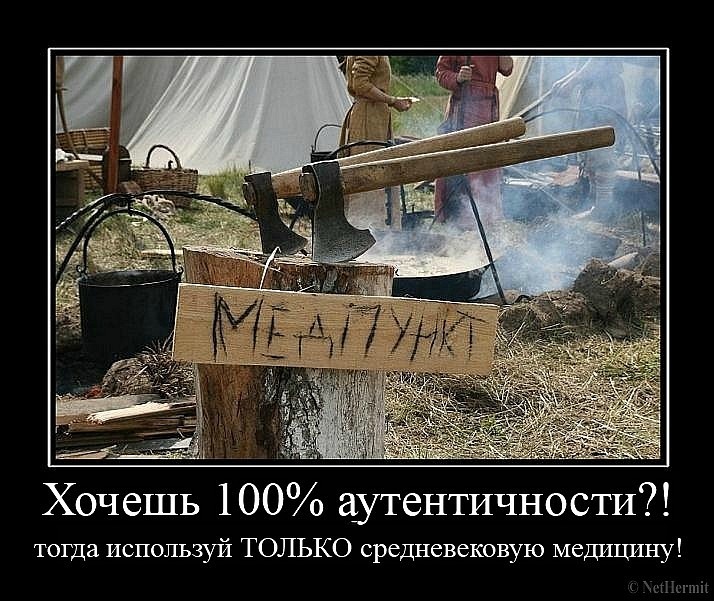 МЕДПУНКТ
Хочешь 100% аутентичности?!
тогда используй ТОЛЬКО средневековую медицину!
© NetHermit